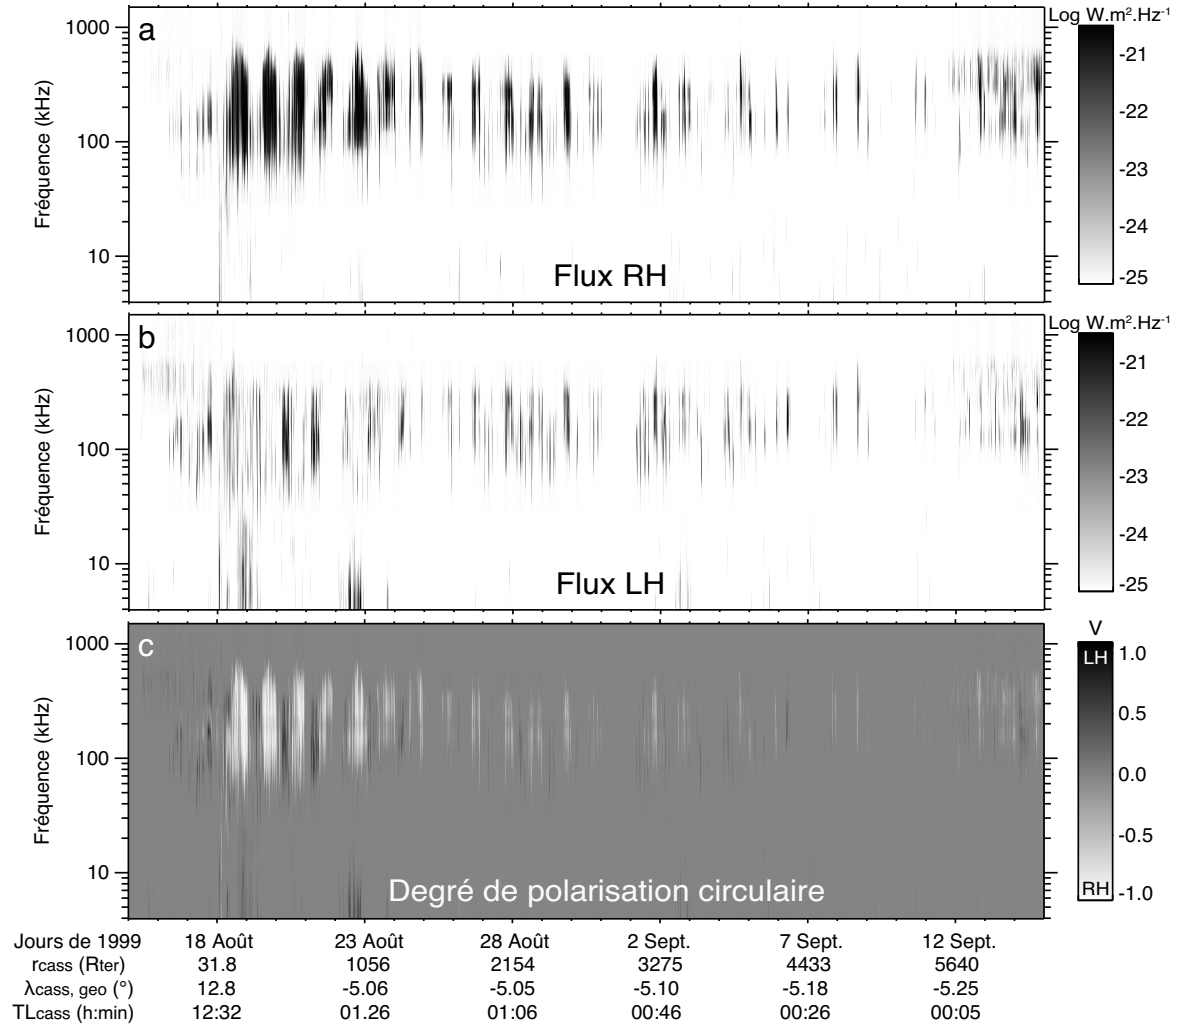 Log W.m².Hz⁻¹
a
1000
100
10
Fréquence (kHz)
Flux RH
-21
-22
-23
-24
-25
Log W.m².Hz⁻¹
b
1000
100
10
Fréquence (kHz)
Flux LH
-21
-22
-23
-24
-25
c
1000
100
10
Fréquence (kHz)
Degré de polarisation circulaire
V
LH
1.0
0.5
0.0
-0.5
-1.0
RH
Jours de 1999 18 Août 23 Août 28 Août 2 Sept. 7 Sept. 12 Sept.
rcass (Rter) 31.8 1056 2154 3275 4433 5640
λcass, geo (°) 12.8 -5.06 -5.05 -5.10 -5.18 -5.25
TLcass (h:min) 12:32 01.26 01:06 00:46 00:26 00:05